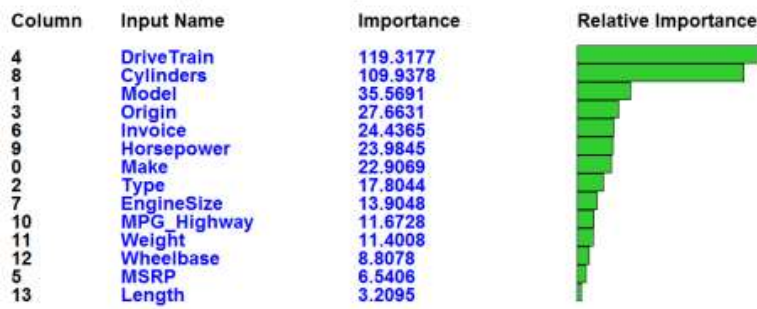 Column Input Name Importance Relative Importance
4 DriveTrain 119.3177
8 Cylinders 109.9378
1 Model 35.5691
3 Origin 27.6631
6 Invoice 24.4365
9 Horsepower 23.9845
0 Make 22.9069
2 Type 17.8044
7 EngineSize 13.9048
10 MPG_Highway 11.6728
11 Weight 11.4008
12 Wheelbase 8.8078
5 MSRP 6.5406
13 Length 3.2095